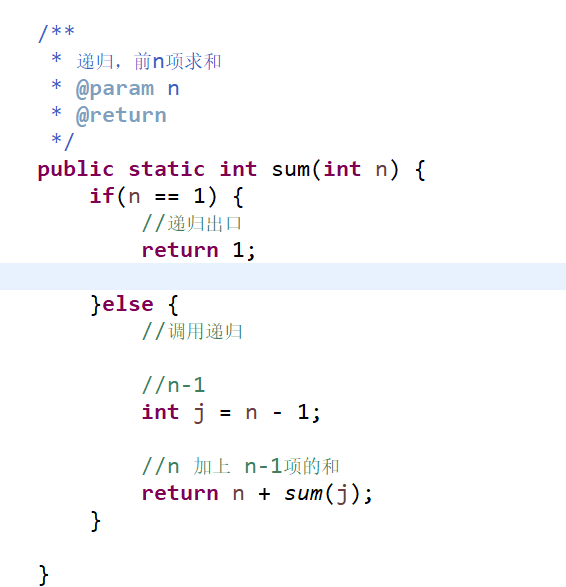 /**
 * 递归，前n项求和
 * @param n
 * @return
 */
public static int sum(int n) {
    if(n == 1) {
        //递归出口
        return 1;
    }else {
        //调用递归
        //n-1
        int j = n - 1;
        //n 加上 n-1项的和
        return n + sum(j);
    }
}